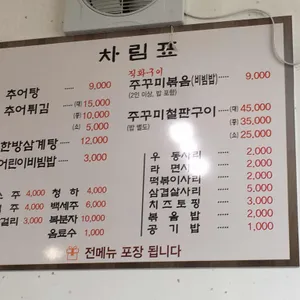 차림표
추어탕 9,000
추어튀김 (대) 15,000
(중) 10,000
(소) 5,000
한방삼계탕 12,000
어린이비빔밥 3,000
소주 4,000 청하 4,000
맥주 4,000 백세주 6,000
막걸리 3,000 복분자 10,000
음료수 1,000
직화구이
주꾸미볶음(비빔밥) 9,000
(2인 이상, 밥 포함)
주꾸미철판구이 (대) 45,000
(밥 별도) (중) 35,000
(소) 25,000
우동사리 2,000
라면사리 2,000
떡볶이사리 2,000
삼겹살사리 5,000
치즈토핑 3,000
볶음밥 2,000
공기밥 1,000
전메뉴 포장 됩니다